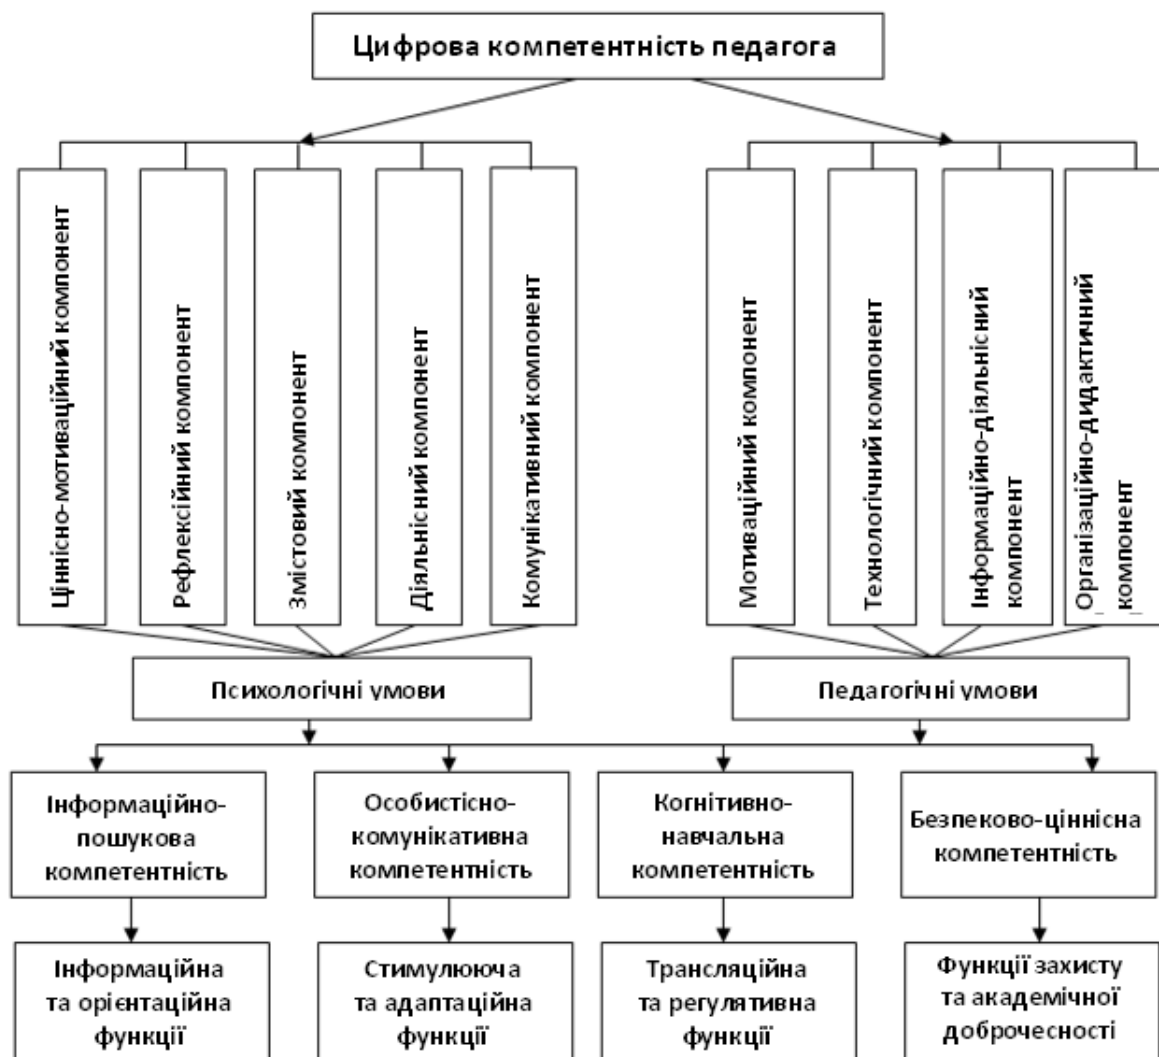 Цифрова компетентність педагога
Ціннісно-мотиваційний компонент
Рефлексійний компонент
Змістовий компонент
Діяльнісний компонент
Комунікативний компонент
Мотиваційний компонент
Технологічний компонент
Інформаційно-діяльнісний
компонент
Організаційно-дидактичний
компонент
Психологічні умови
Педагогічні умови
Інформаційно-
пошукова
компетентність
Особистісно-
комунікативна
компетентність
Когнітивно-
навчальна
компетентність
Безпеково-ціннісна
компетентність
Інформаційна
та орієнтаційна
функції
Стимулююча
та адаптаційна
функції
Трансляційна
та регулятивна
функції
Функції захисту
та академічної
доброчесності